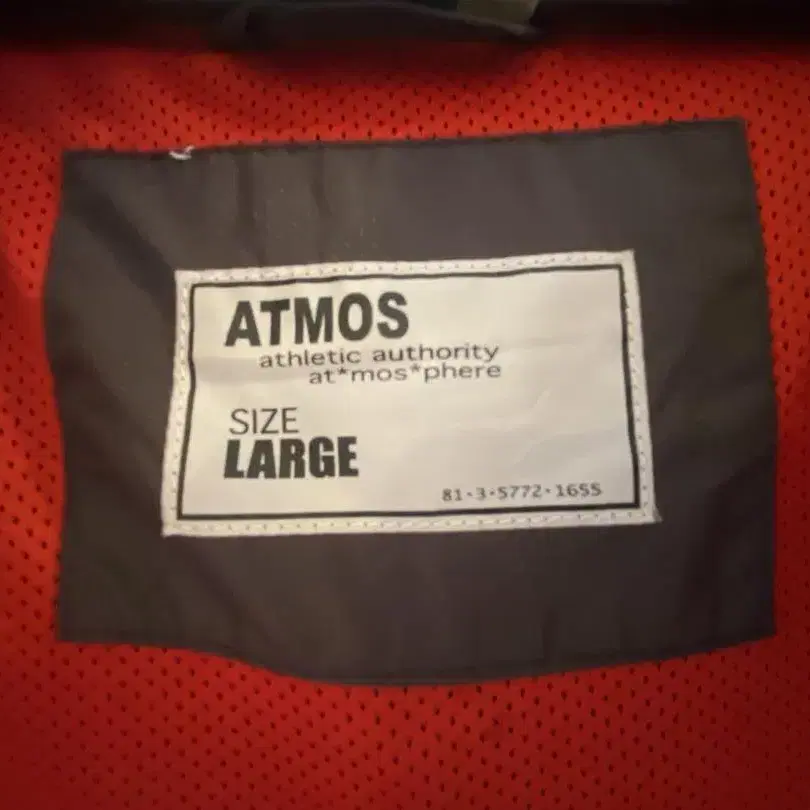 ATMOS
athletic authority
at*mos*phere
SIZE
LARGE
81-3-5772-1655